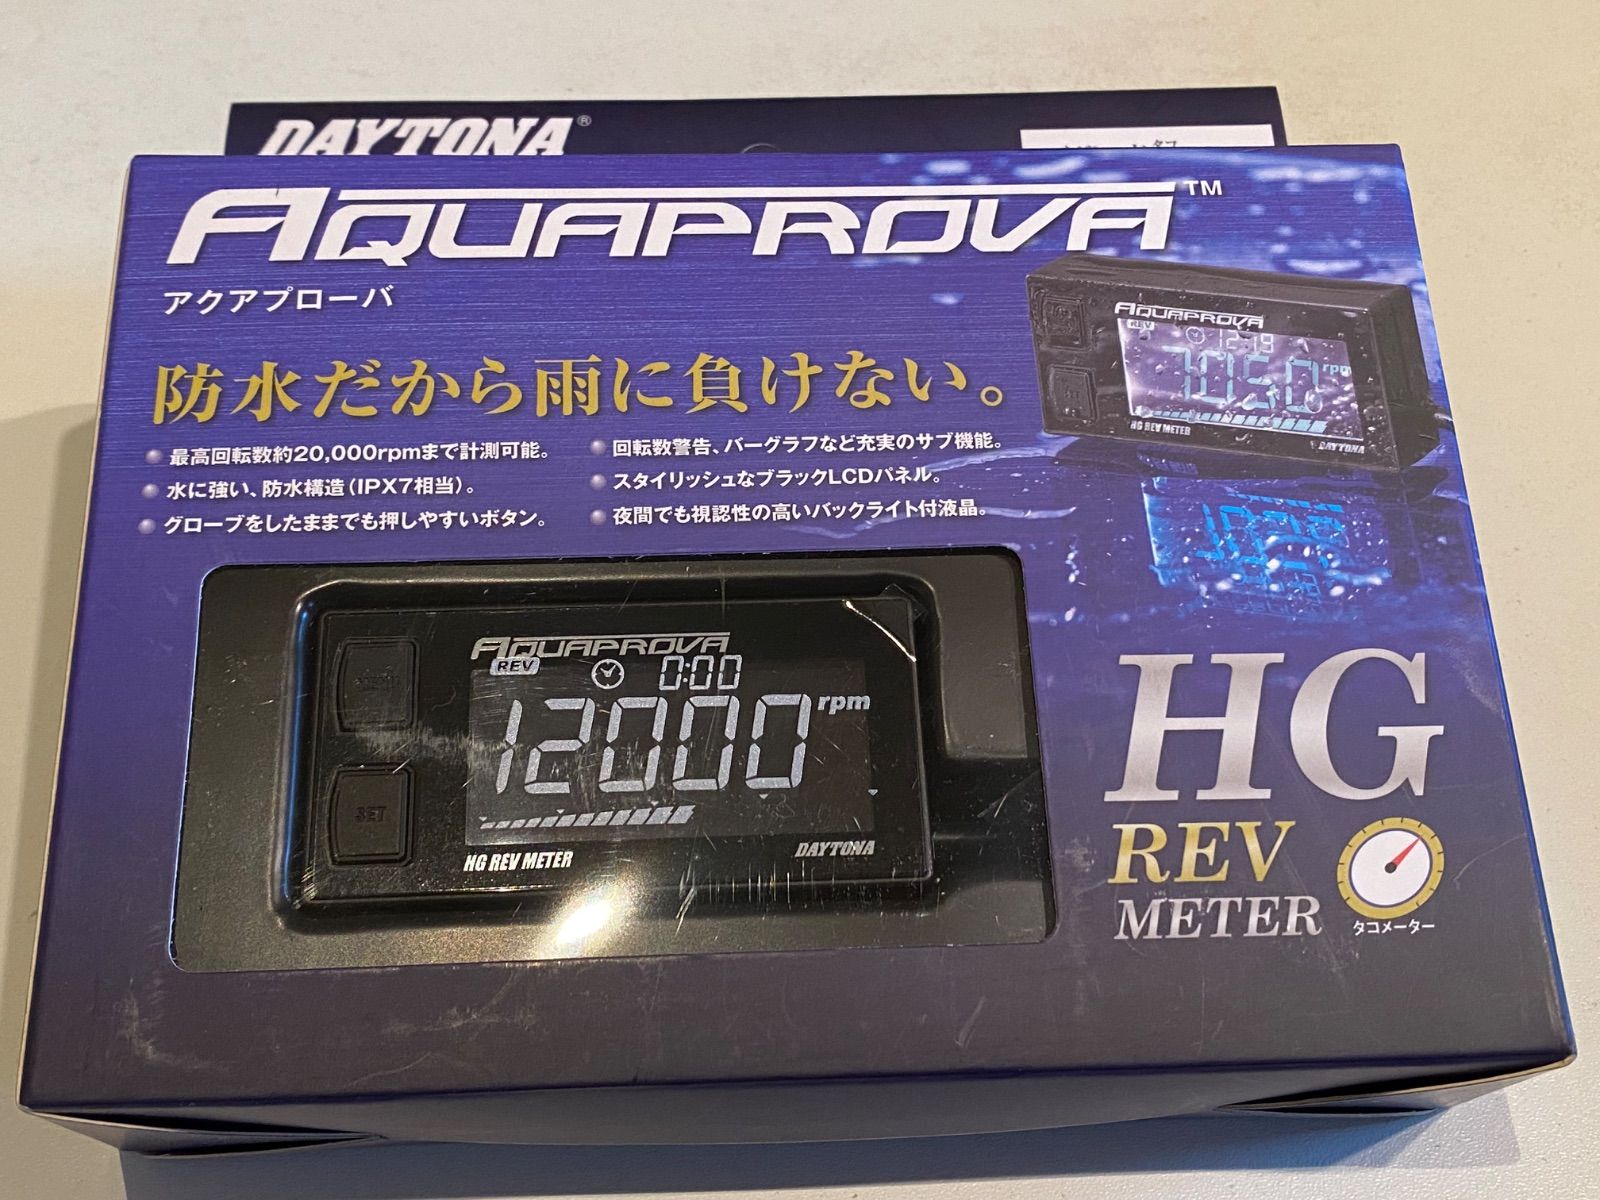 DAYTONA®
AQUAPROVA™
アクアプローバ
防水だから雨に負けない。
最高回転数約20,000rpmまで計測可能。
水に強い、防水構造(IPX7相当)。
グローブをしたままでも押しやすいボタン。
回転数警告、バーグラフなど充実のサブ機能。
スタイリッシュなブラックLCDパネル。
夜間でも視認性の高いバックライト付液晶。
AQUAPROVA
REV 12:19
7050 rpm
HG REV METER
DAYTONA
AQUAPROVA
REV 0:00
12000 rpm
SET
HG REV METER
DAYTONA
HG
REV
METER
タコメーター